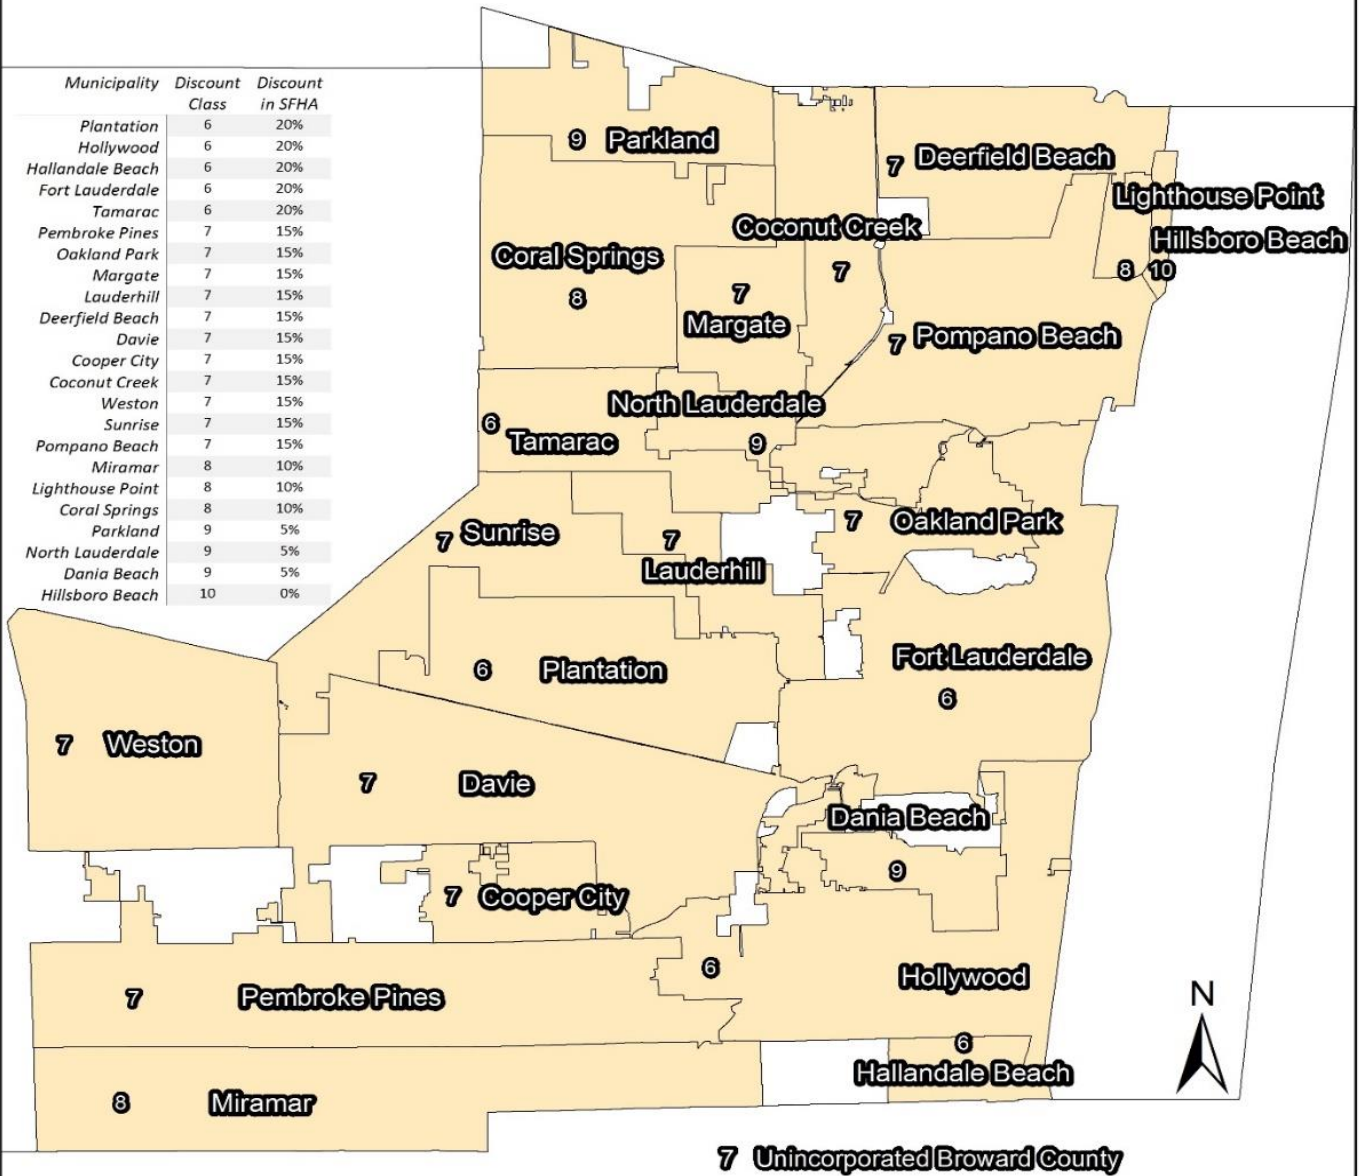 Municipality Discount Class Discount in SFHA
Plantation 6 20%
Hollywood 6 20%
Hallandale Beach 6 20%
Fort Lauderdale 6 20%
Tamarac 6 20%
Pembroke Pines 7 15%
Oakland Park 7 15%
Margate 7 15%
Lauderhill 7 15%
Deerfield Beach 7 15%
Davie 7 15%
Cooper City 7 15%
Coconut Creek 7 15%
Weston 7 15%
Sunrise 7 15%
Pompano Beach 7 15%
Miramar 8 10%
Lighthouse Point 8 10%
Coral Springs 8 10%
Parkland 9 5%
North Lauderdale 9 5%
Dania Beach 9 5%
Hillsboro Beach 10 0%
9 Parkland
7 Deerfield Beach
Lighthouse Point
Coconut Creek
Hillsboro Beach
Coral Springs
7
8 10
8
7
Margate
7 Pompano Beach
North Lauderdale
6
Tamarac
9
7 Sunrise
7 Oakland Park
7
Lauderhill
6 Plantation
Fort Lauderdale
6
7 Weston
7 Davie
Dania Beach
9
7 Cooper City
6
Hollywood
7 Pembroke Pines
N
6
Hallandale Beach
8 Miramar
7 Unincorporated Broward County